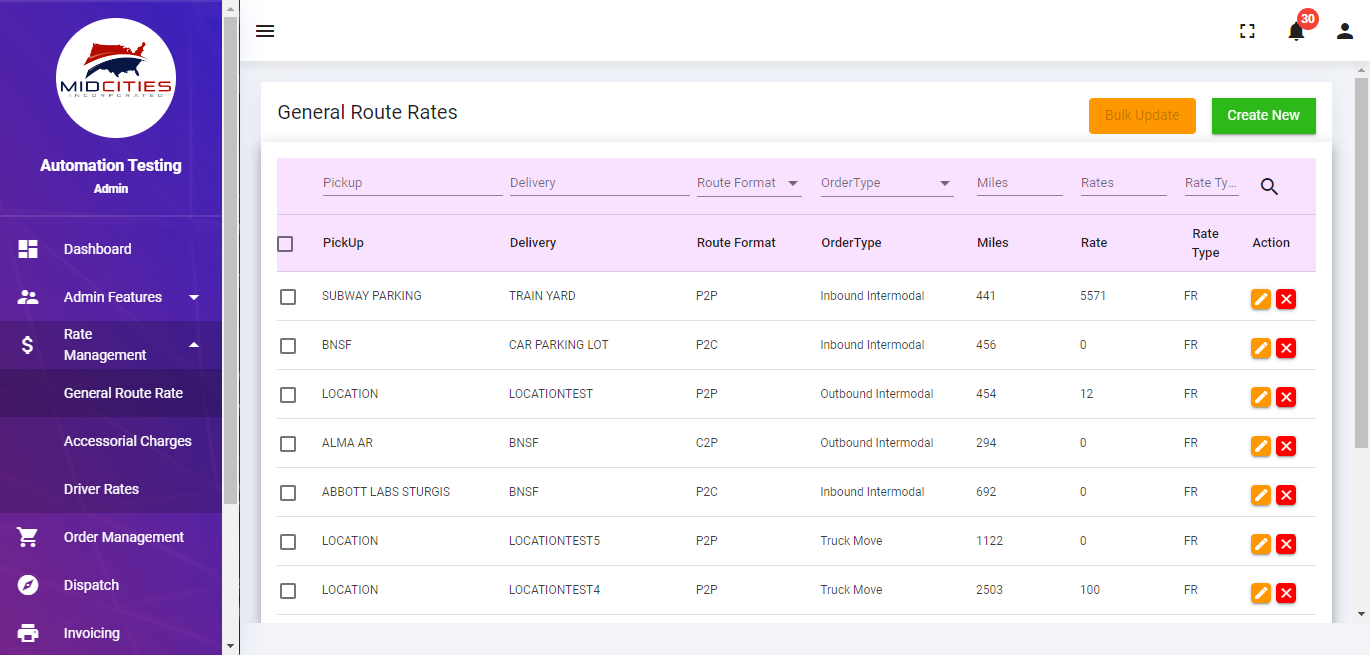 MIDCITIES
INCORPORATED
Automation Testing
Admin
Dashboard
Admin Features
Rate
Management
General Route Rate
Accessorial Charges
Driver Rates
Order Management
Dispatch
Invoicing
30
General Route Rates
Bulk Update
Create New
Pickup Delivery Route Format OrderType Miles Rates Rate Ty...
PickUp Delivery Route Format OrderType Miles Rate Rate Type Action
SUBWAY PARKING TRAIN YARD P2P Inbound Intermodal 441 5571 FR
BNSF CAR PARKING LOT P2C Inbound Intermodal 456 0 FR
LOCATION LOCATIONTEST P2P Outbound Intermodal 454 12 FR
ALMA AR BNSF C2P Outbound Intermodal 294 0 FR
ABBOTT LABS STURGIS BNSF P2C Inbound Intermodal 692 0 FR
LOCATION LOCATIONTEST5 P2P Truck Move 1122 0 FR
LOCATION LOCATIONTEST4 P2P Truck Move 2503 100 FR